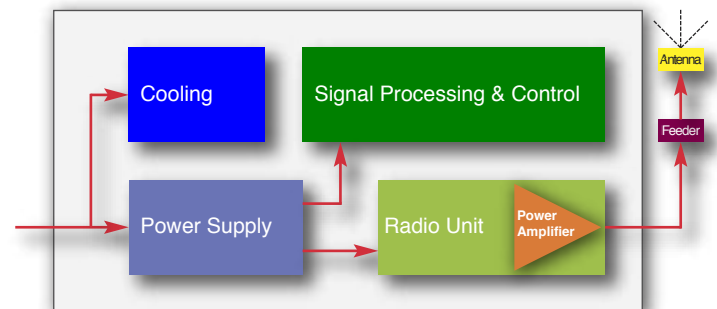 Antenna
Cooling
Signal Processing & Control
Feeder
Power Supply
Radio Unit
Power
Amplifier